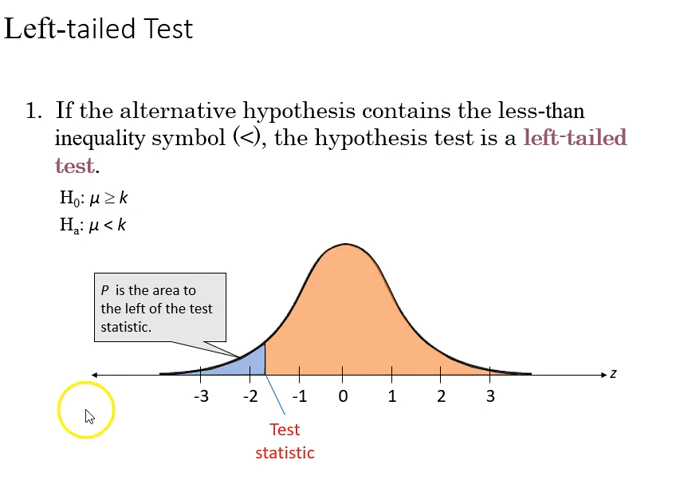 Left-tailed Test
1. If the alternative hypothesis contains the less-than
inequality symbol (<), the hypothesis test is a left-tailed
test.
H₀: μ ≥ k
Hₐ: μ < k
P is the area to
the left of the test
statistic.
z
-3 -2 -1 0 1 2 3
Test
statistic